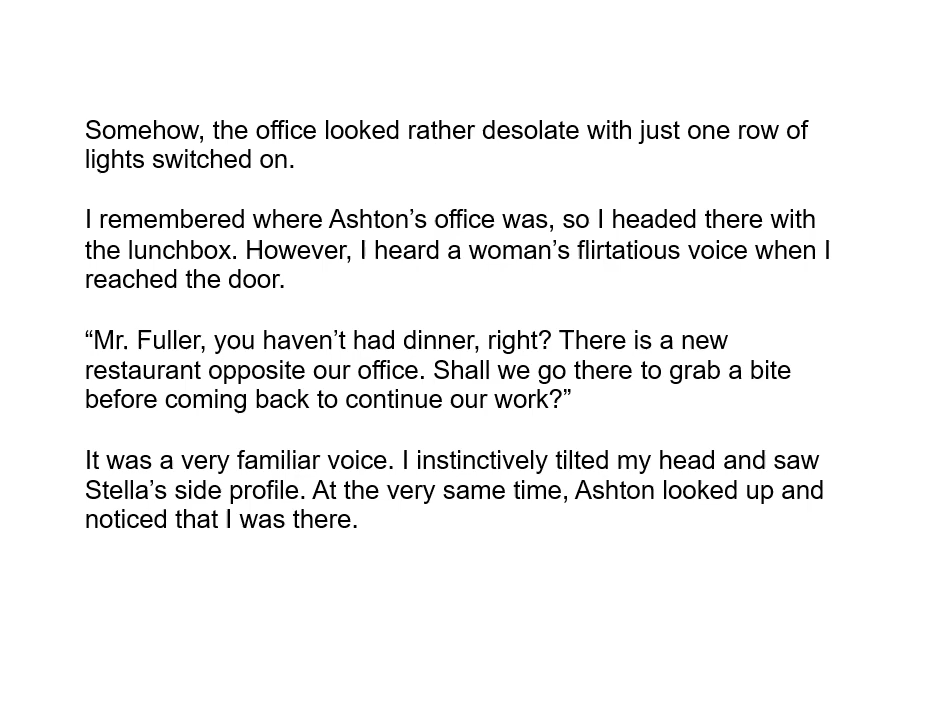 Somehow, the office looked rather desolate with just one row of
lights switched on.
I remembered where Ashton’s office was, so I headed there with
the lunchbox. However, I heard a woman’s flirtatious voice when I
reached the door.
“Mr. Fuller, you haven’t had dinner, right? There is a new
restaurant opposite our office. Shall we go there to grab a bite
before coming back to continue our work?”
It was a very familiar voice. I instinctively tilted my head and saw
Stella’s side profile. At the very same time, Ashton looked up and
noticed that I was there.